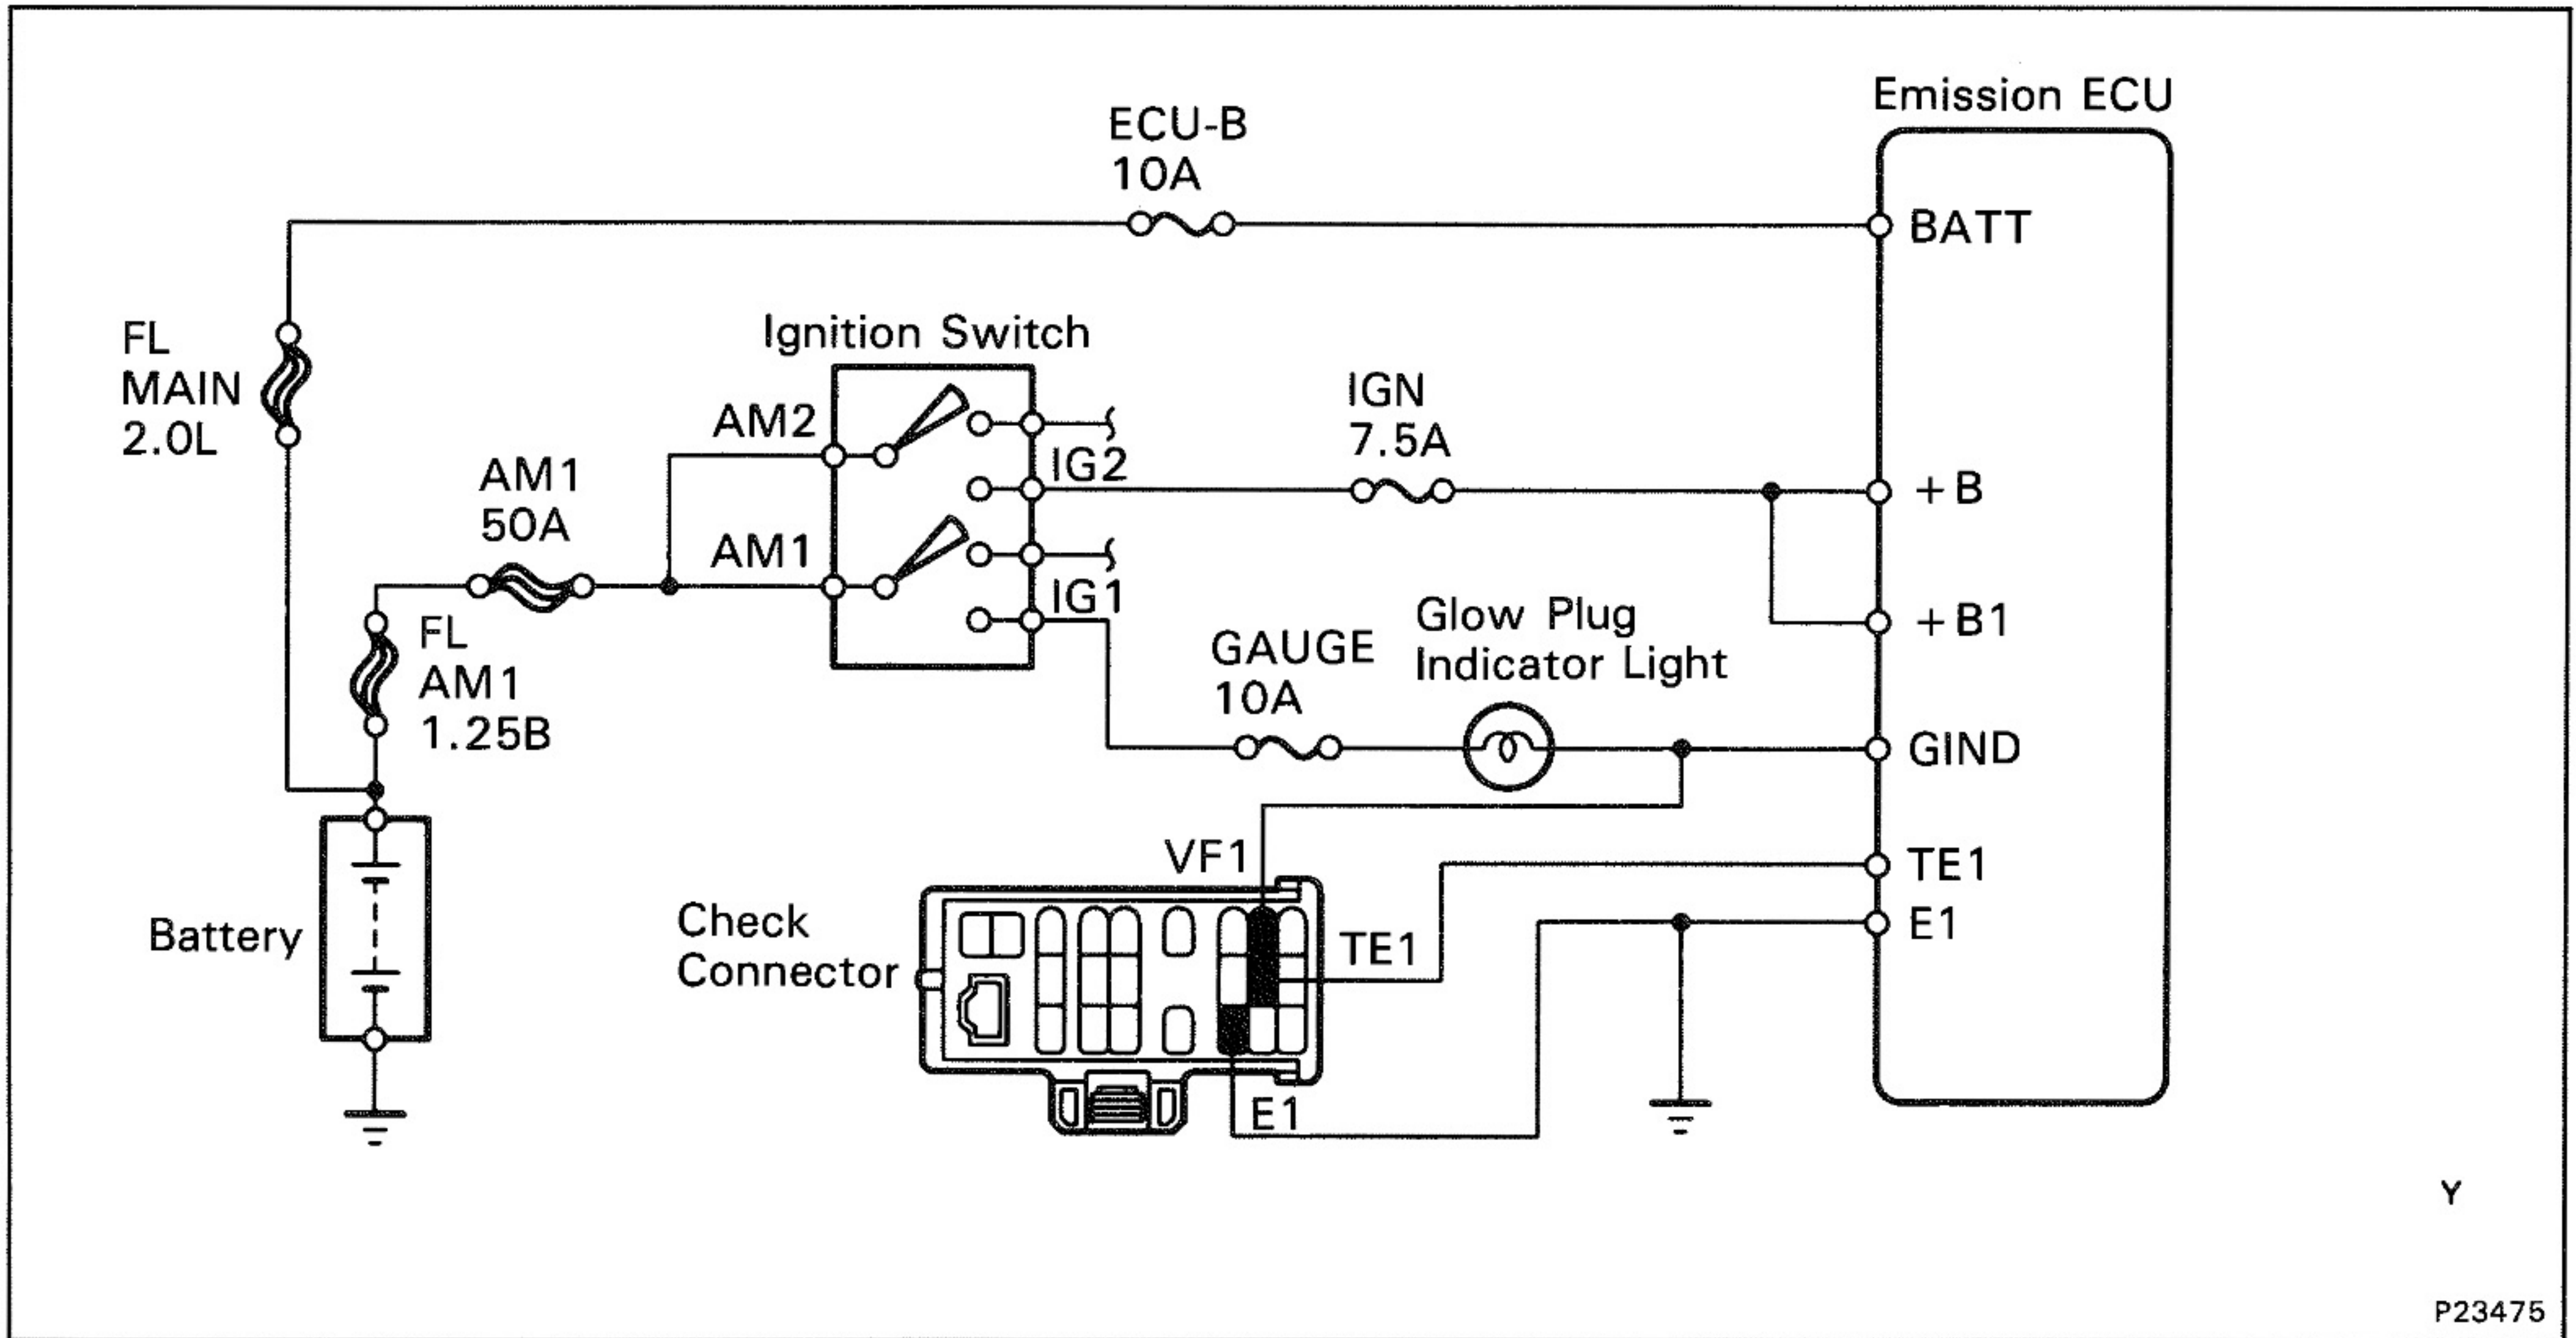 Emission ECU
ECU-B
10A
BATT
FL
MAIN
2.0L
Ignition Switch
AM2
IG2
IGN
7.5A
+B
AM1
50A
AM1
IG1
+B1
FL
AM1
1.25B
GAUGE
10A
Glow Plug
Indicator Light
GIND
VF1
TE1
Battery
Check
Connector
TE1
E1
E1
Y
P23475